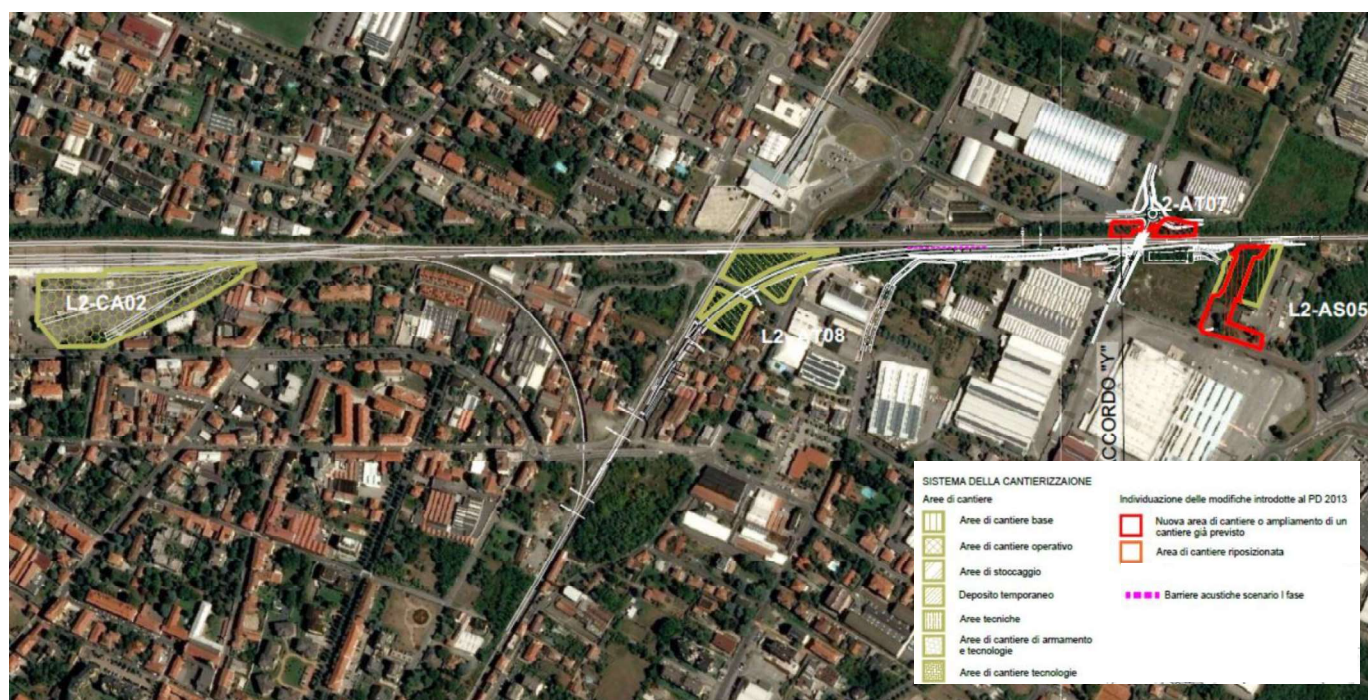 L2-AT07
L2-CA02
L2-AS05
L2-AT08
ACCORDO "Y"
SISTEMA DELLA CANTIERIZZAIONE
Aree di cantiere
Aree di cantiere base
Aree di cantiere operativo
Aree di stoccaggio
Deposito temporaneo
Aree tecniche
Aree di cantiere di armamento
e tecnologie
Aree di cantiere tecnologie
Individuazione delle modifiche introdotte al PD 2013
Nuova area di cantiere o ampliamento di un
cantiere già previsto
Area di cantiere riposizionata
Barriere acustiche scenario I fase